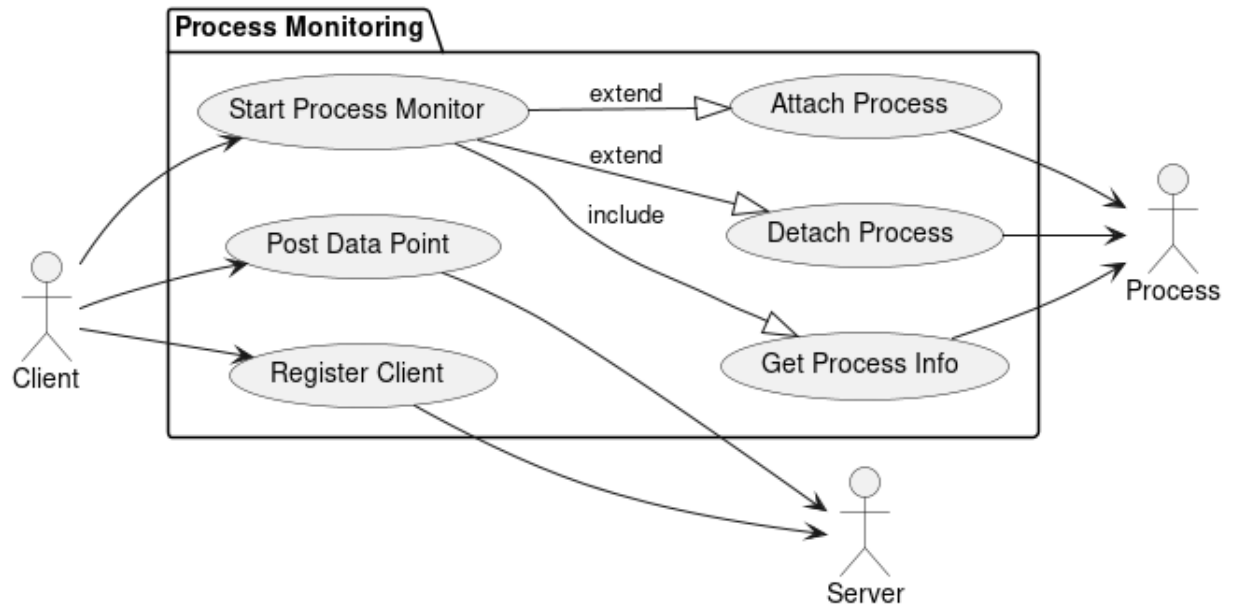 Process Monitoring
Start Process Monitor
extend
Attach Process
extend
include
Post Data Point
Detach Process
Process
Register Client
Get Process Info
Client
Server